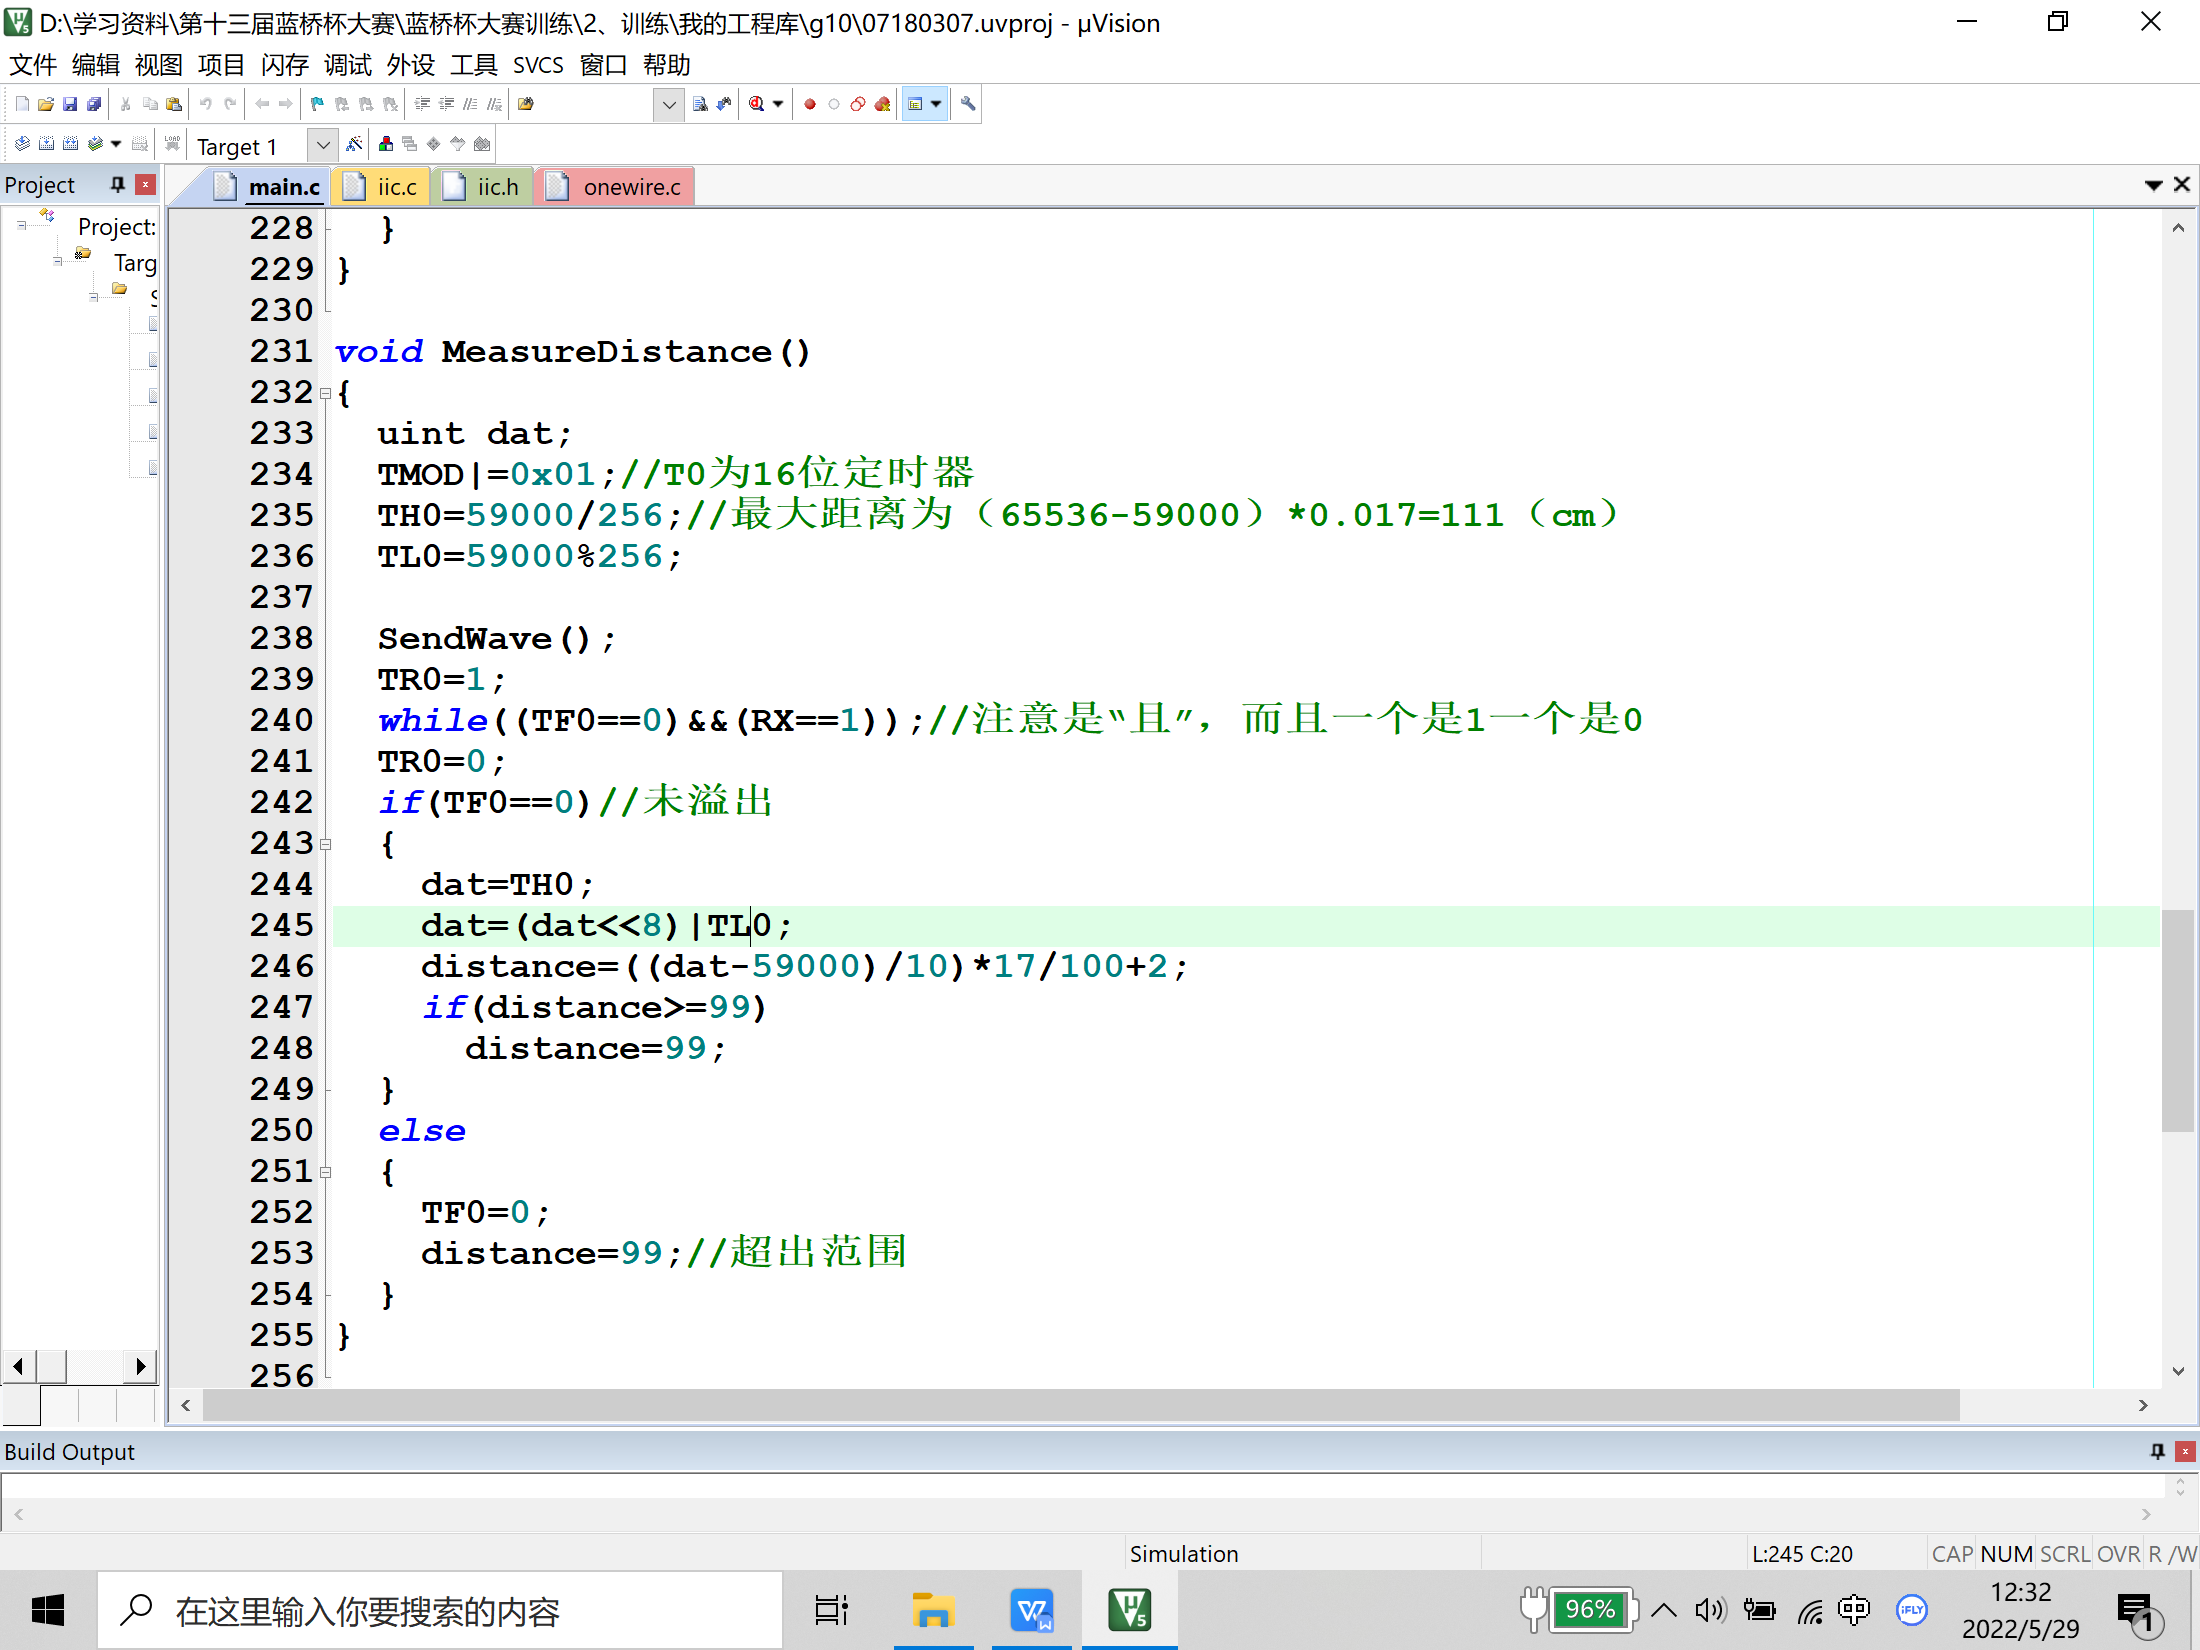 D:\学习资料\第十三届蓝桥杯大赛\蓝桥杯大赛训练\2、训练\我的工程库\g10\07180307.uvproj - µVision
文件 编辑 视图 项目 闪存 调试 外设 工具 SVCS 窗口 帮助
Target 1
Project
main.c iic.c iic.h onewire.c
Project:
Targ
228 }
229 }
230
231 void MeasureDistance()
232 {
233 uint dat;
234 TMOD|=0x01;//T0为16位定时器
235 TH0=59000/256;//最大距离为（65536-59000）*0.017=111（cm）
236 TL0=59000%256;
237
238 SendWave();
239 TR0=1;
240 while((TF0==0)&&(RX==1));//注意是“且”，而且一个是1一个是0
241 TR0=0;
242 if(TF0==0)//未溢出
243 {
244 dat=TH0;
245 dat=(dat<<8)|TL0;
246 distance=((dat-59000)/10)*17/100+2;
247 if(distance>=99)
248 distance=99;
249 }
250 else
251 {
252 TF0=0;
253 distance=99;//超出范围
254 }
255 }
256
Build Output
Simulation L:245 C:20 CAP NUM SCRL OVR R /W
在这里输入你要搜索的内容
96% 中 iFLY 12:32
2022/5/29
1